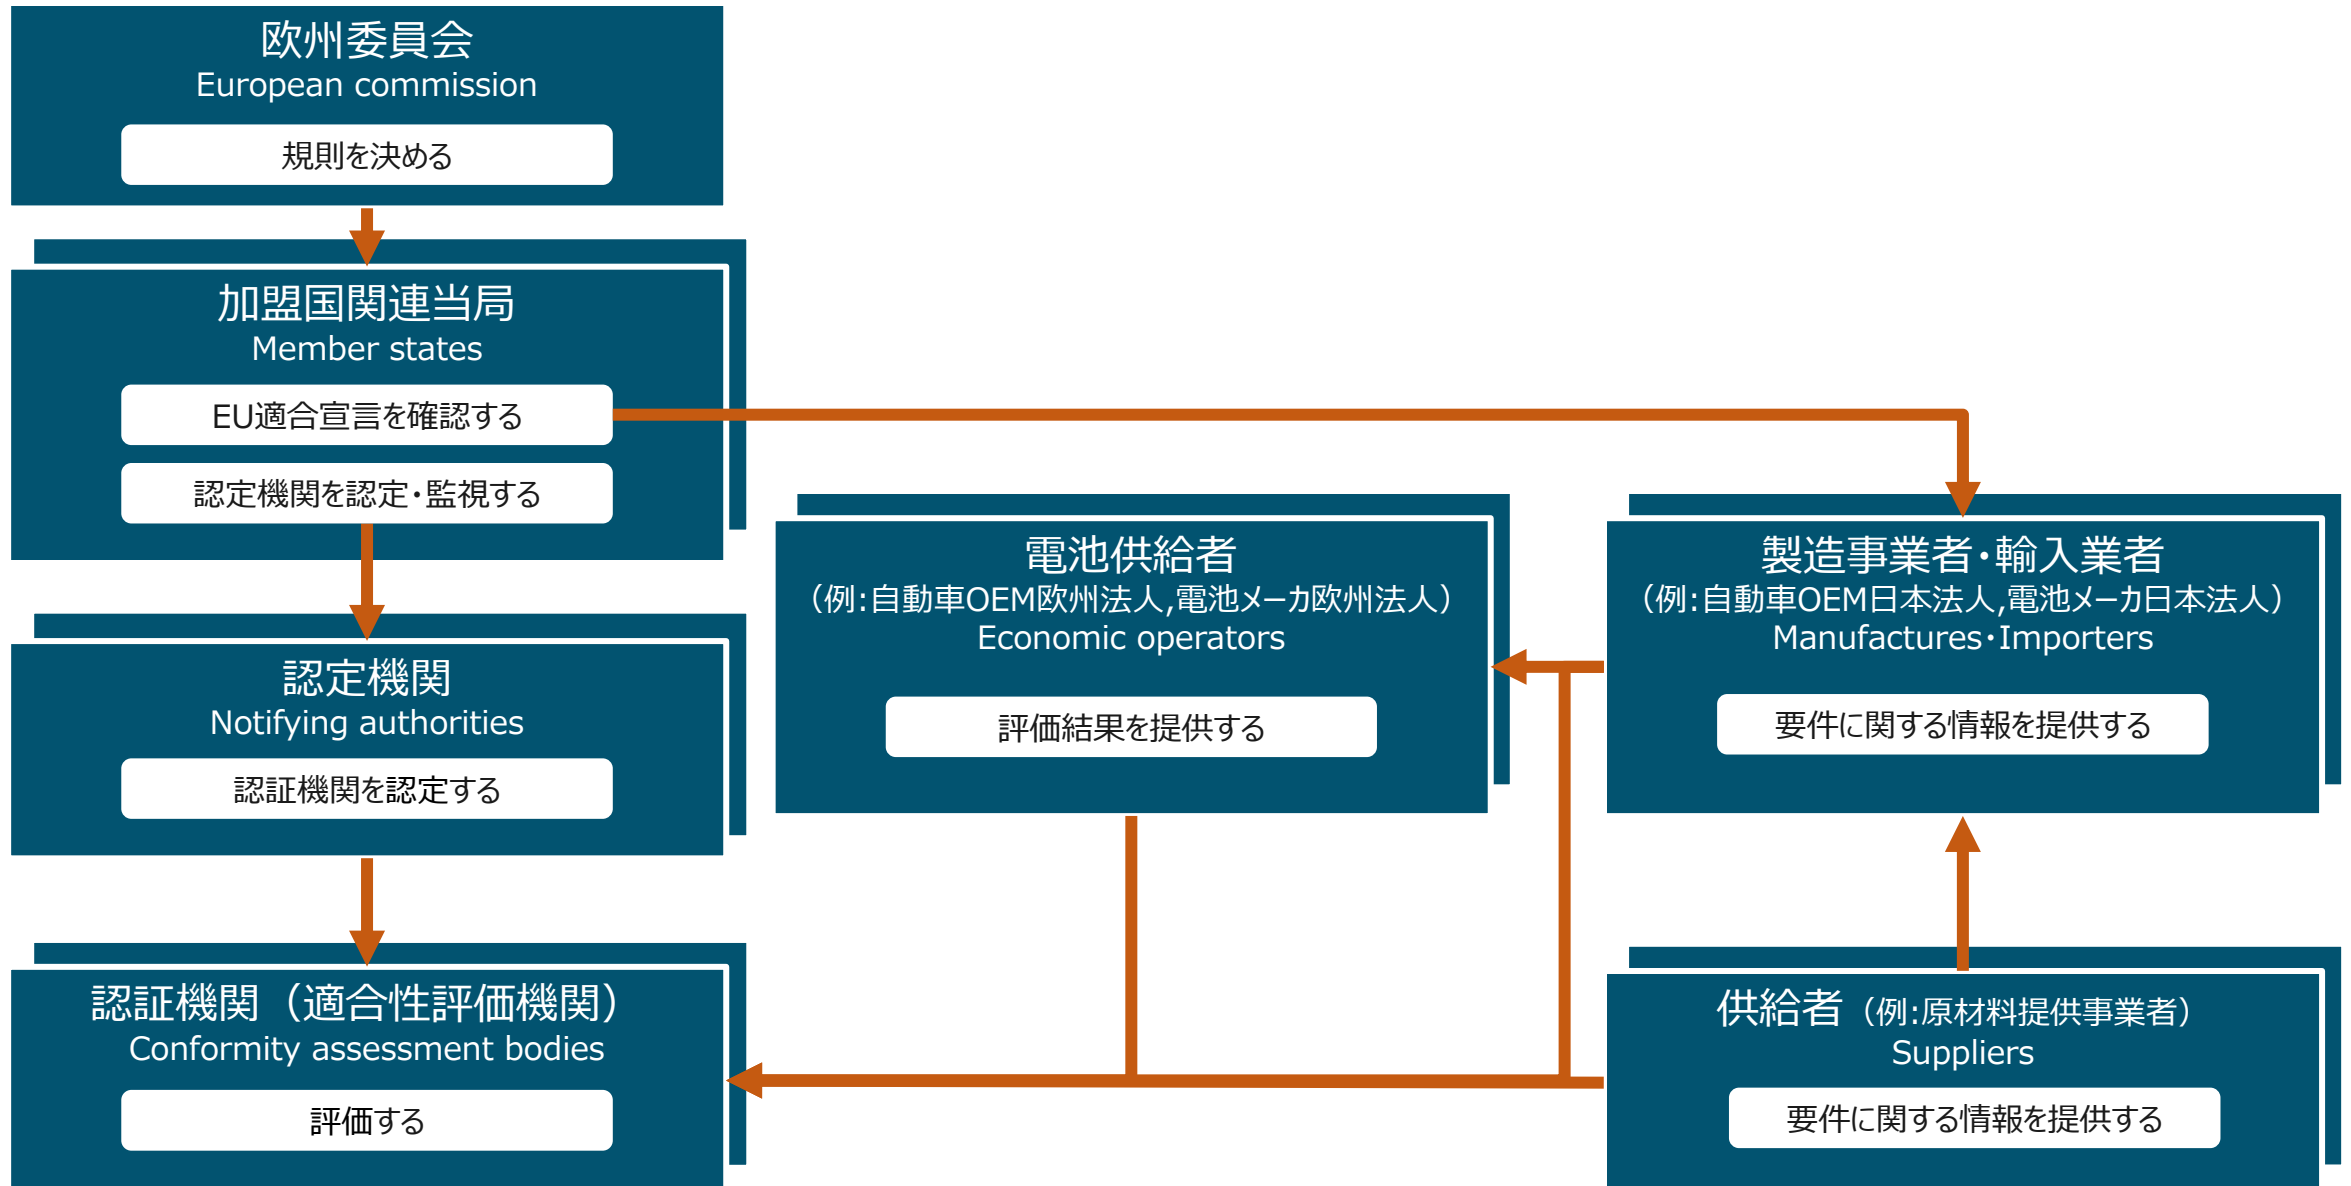 欧州委員会
European commission
規則を決める
加盟国関連当局
Member states
EU適合宣言を確認する
認定機関を認定・監視する
認定機関
Notifying authorities
認証機関を認定する
認証機関（適合性評価機関）
Conformity assessment bodies
評価する
電池供給者
（例:自動車OEM欧州法人,電池メーカ欧州法人）
Economic operators
評価結果を提供する
製造事業者・輸入業者
（例:自動車OEM日本法人,電池メーカ日本法人）
Manufactures・Importers
要件に関する情報を提供する
供給者（例:原材料提供事業者）
Suppliers
要件に関する情報を提供する